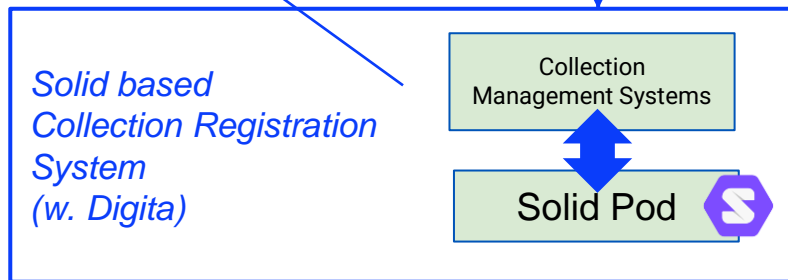 Solid based
Collection Registration
System
(w. Digita)
Collection
Management Systems
Solid Pod
S